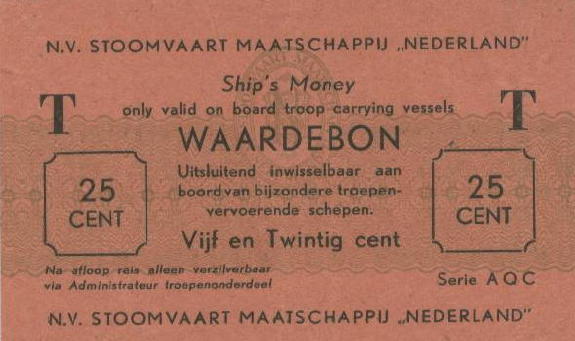 N.V. STOOMVAART MAATSCHAPPIJ „NEDERLAND"
Ship's Money
T only valid on board troop carrying vessels T
WAARDEBON
25 CENT
Uitsluitend inwisselbaar aan
boord van bijzondere troepen-
vervoerende schepen.
25 CENT
Vijf en Twintig cent
Na afloop reis alleen verzilverbaar
via Administrateur troepenonderdeel
Serie AQC
N.V. STOOMVAART MAATSCHAPPIJ „NEDERLAND"